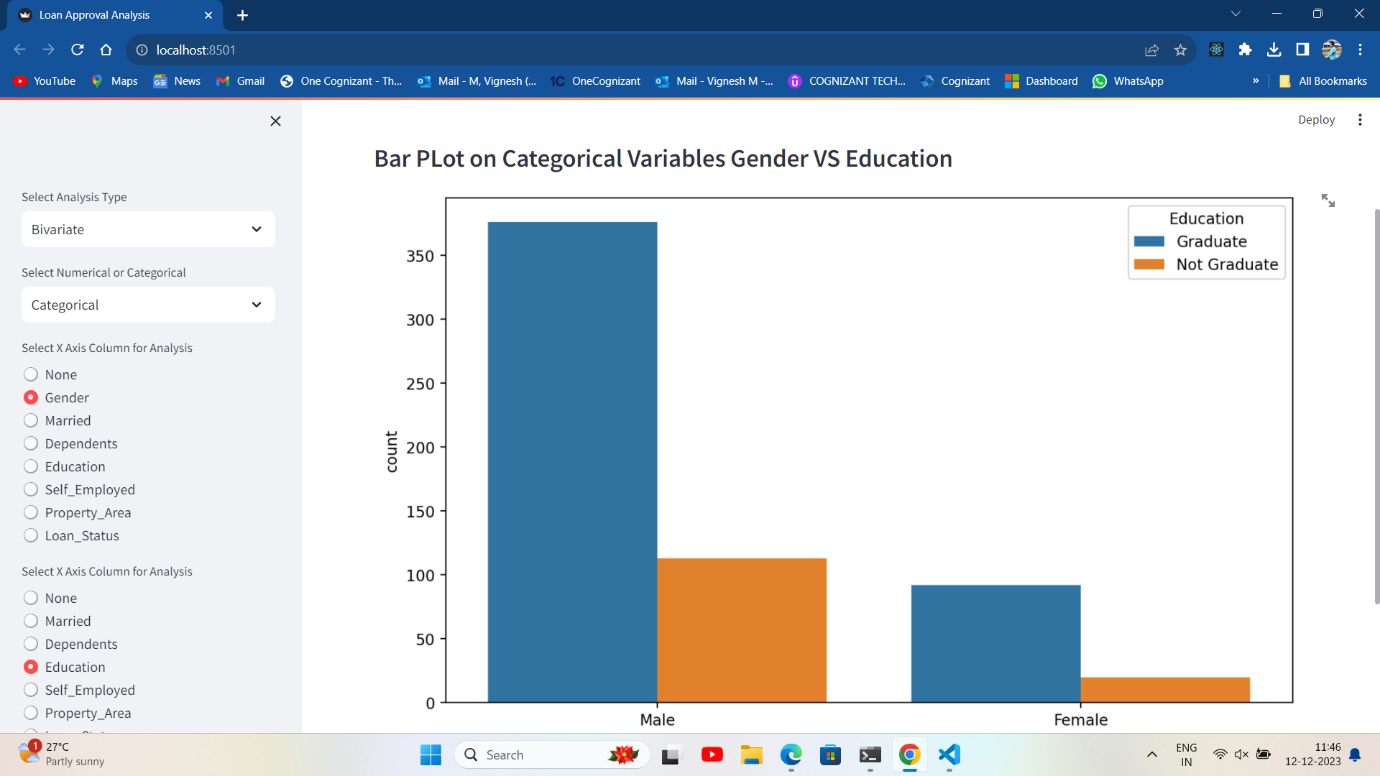 Loan Approval Analysis
localhost:8501
YouTube
Maps
News
Gmail
One Cognizant - Th...
Mail - M, Vignesh (...
1C OneCognizant
Mail - Vignesh M -...
COGNIZANT TECH...
Cognizant
Dashboard
WhatsApp
»
All Bookmarks
Deploy
Select Analysis Type
Bivariate
Select Numerical or Categorical
Categorical
Select X Axis Column for Analysis
None
Gender
Married
Dependents
Education
Self_Employed
Property_Area
Loan_Status
Select X Axis Column for Analysis
None
Married
Dependents
Education
Self_Employed
Property_Area
Bar PLot on Categorical Variables Gender VS Education
Education
Graduate
Not Graduate
count
350
300
250
200
150
100
50
0
Male
Female
1
27°C
Partly sunny
Search
ENG
IN
11:46
12-12-2023